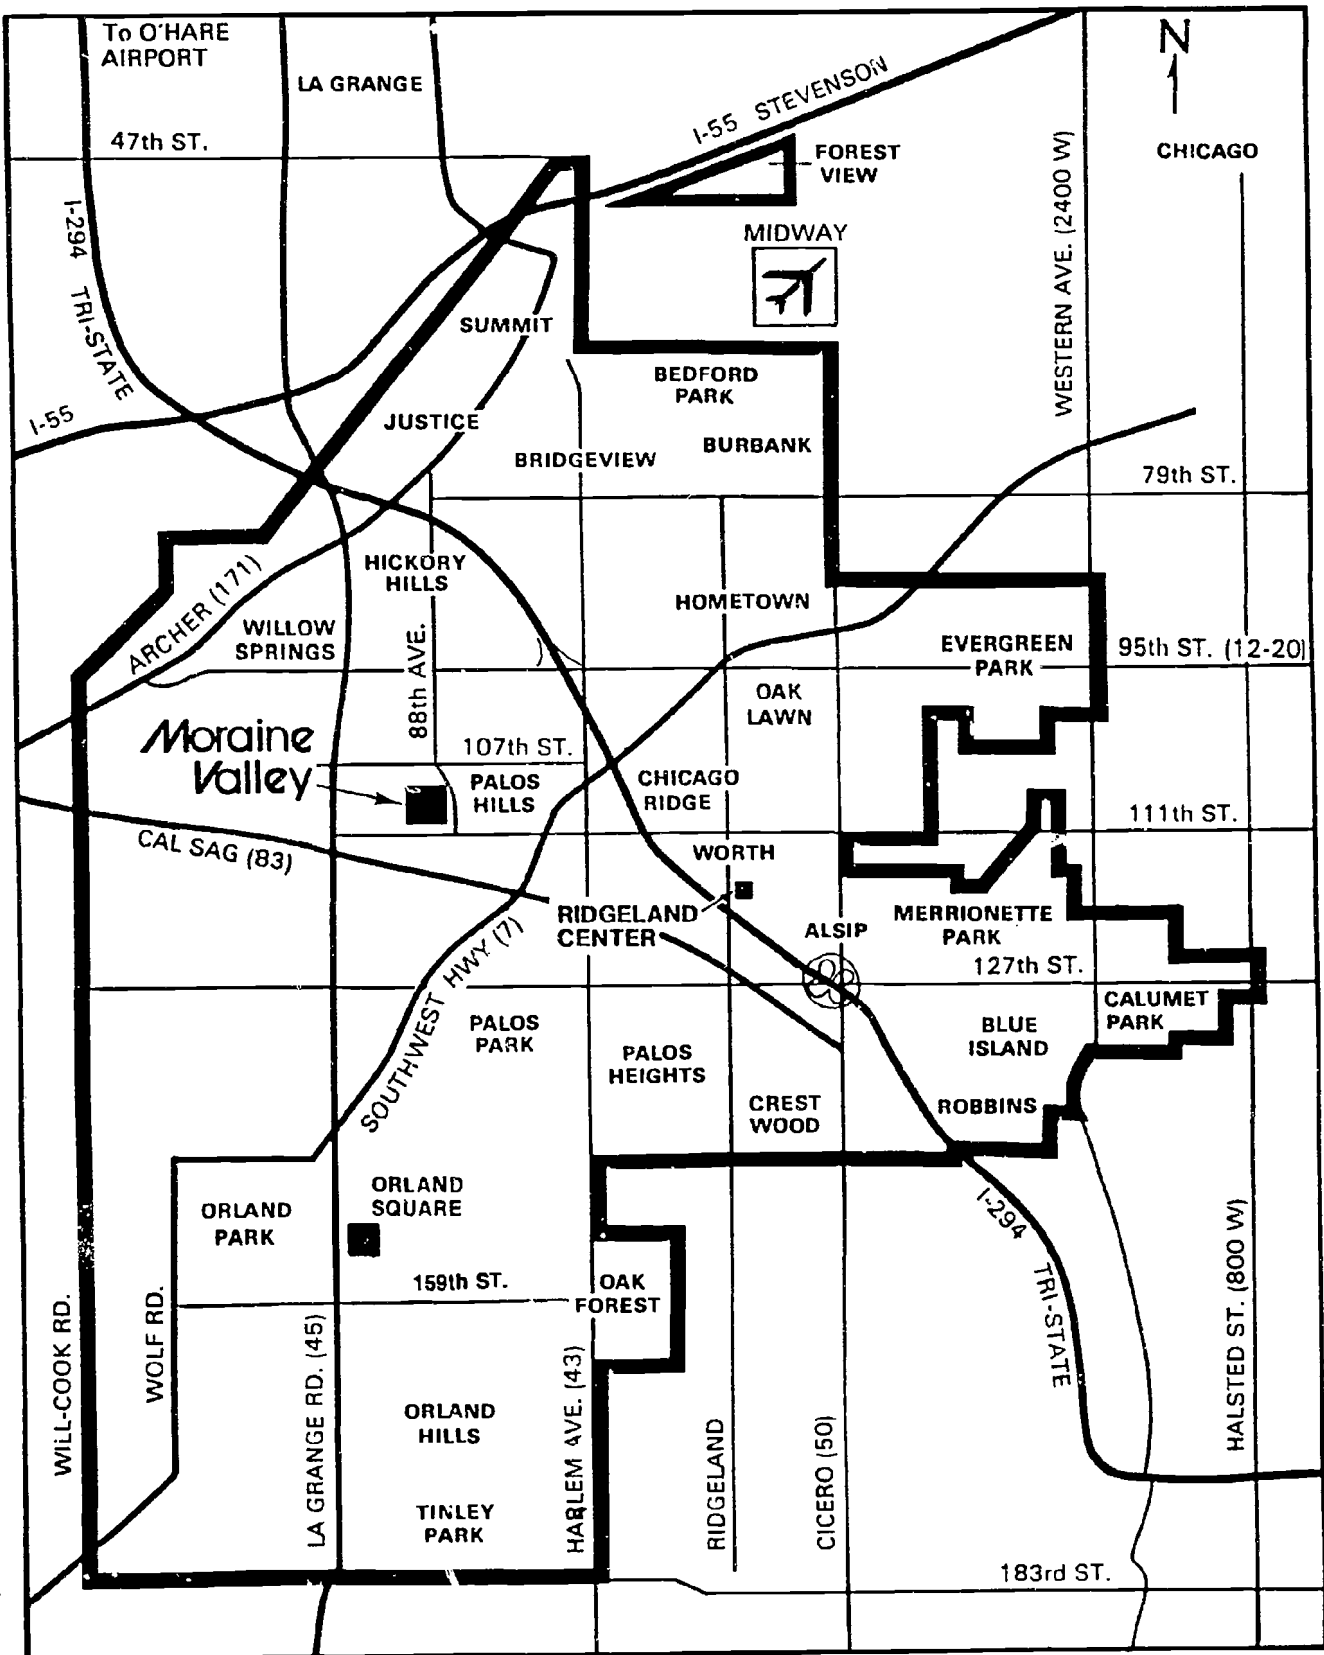 To O'HARE
AIRPORT
LA GRANGE
N
I-55 STEVENSON
47th ST.
FOREST
VIEW
CHICAGO
WESTERN AVE. (2400 W)
I-294 TRI-STATE
MIDWAY
SUMMIT
BEDFORD
PARK
I-55
JUSTICE
BRIDGEVIEW
BURBANK
79th ST.
HICKORY
HILLS
ARCHER (171)
HOMETOWN
WILLOW
SPRINGS
88th AVE.
EVERGREEN
PARK
95th ST. (12-20)
OAK
LAWN
Moraine
Valley
107th ST.
PALOS
HILLS
CHICAGO
RIDGE
111th ST.
CAL SAG (83)
WORTH
RIDGELAND
CENTER
MERRIONETTE
PARK
ALSIP
SOUTHWEST HWY (7)
127th ST.
CALUMET
PARK
PALOS
PARK
BLUE
ISLAND
PALOS
HEIGHTS
CREST
WOOD
ROBBINS
ORLAND
SQUARE
ORLAND
PARK
I-294 TRI-STATE
159th ST.
OAK
FOREST
WILL-COOK RD.
WOLF RD.
LA GRANGE RD. (45)
HARLEM AVE. (43)
HALSTED ST. (800 W)
ORLAND
HILLS
RIDGELAND
CICERO (50)
TINLEY
PARK
183rd ST.